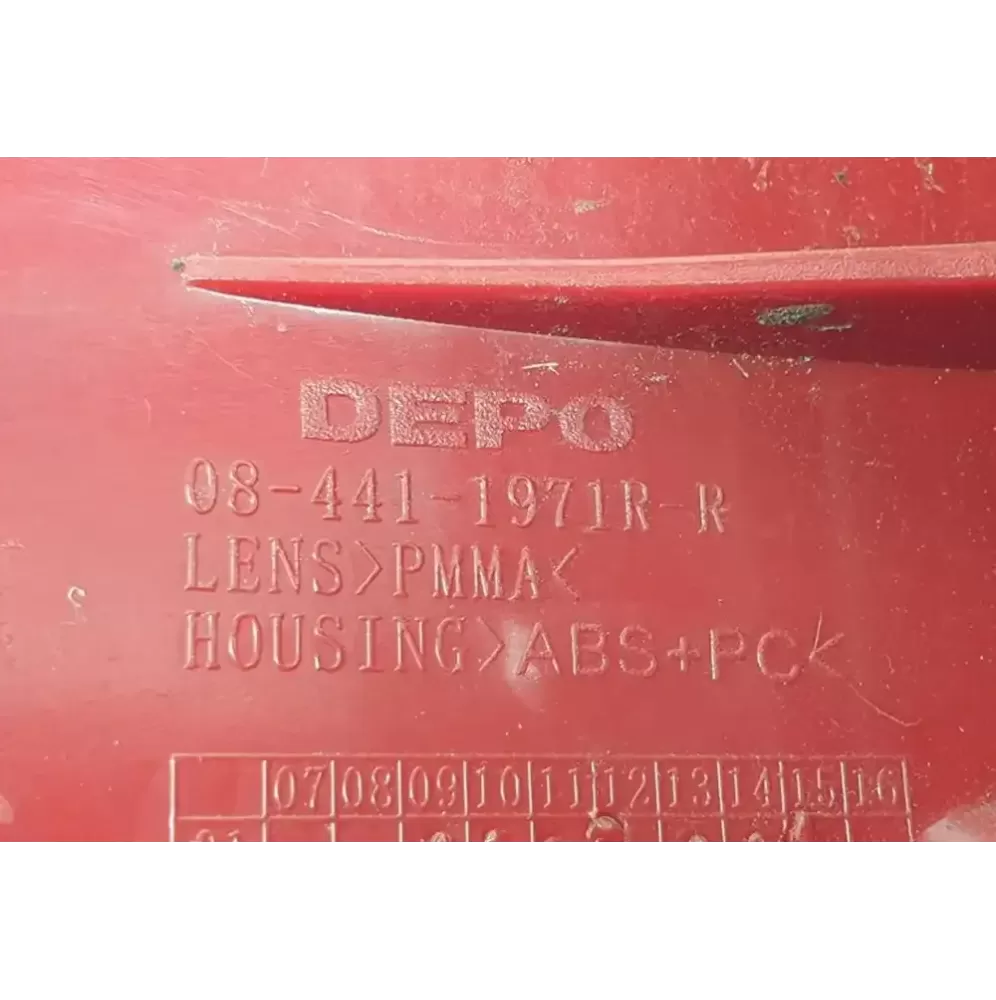 DEPO
08-441-1971R-R
LENS>PMMA<
HOUSING>ABS+PC<
07 08 09 10 11 12 13 14 15 16